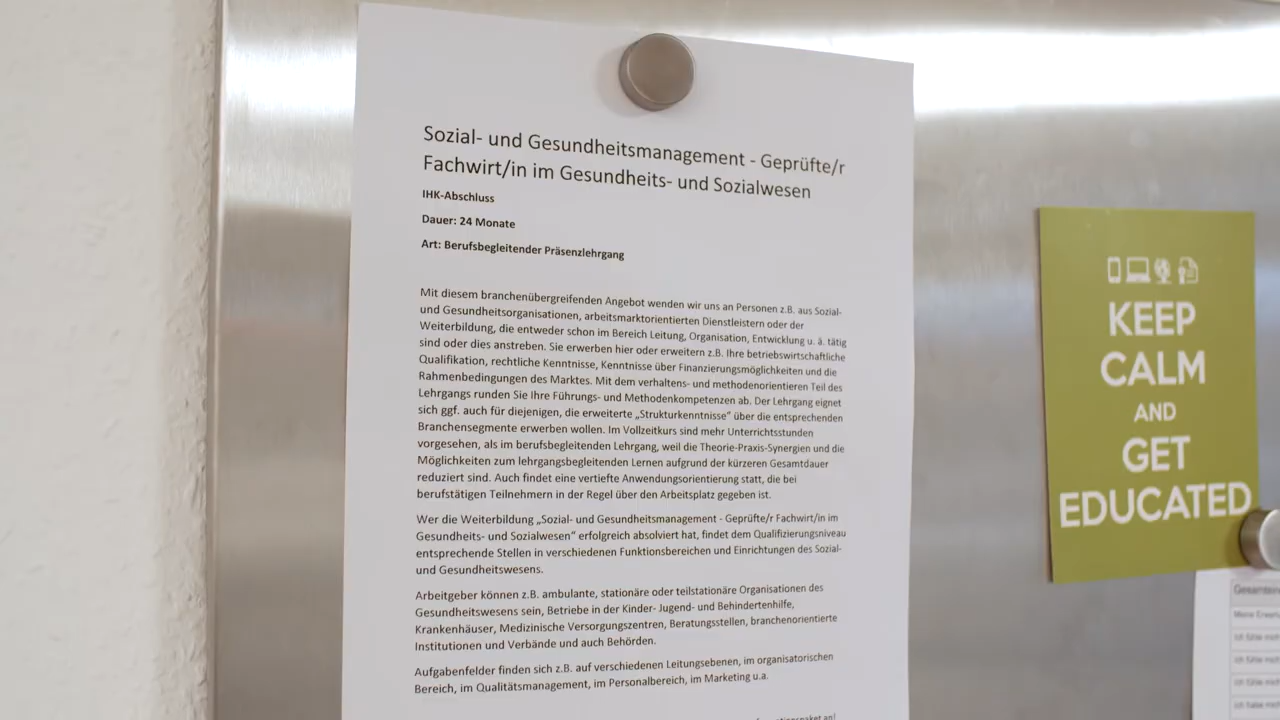 Sozial- und Gesundheitsmanagement - Geprüfte/r
Fachwirt/in im Gesundheits- und Sozialwesen
IHK-Abschluss
Dauer: 24 Monate
Art: Berufsbegleitender Präsenzlehrgang
Mit diesem branchenübergreifenden Angebot wenden wir uns an Personen z.B. aus Sozial-
und Gesundheitsorganisationen, arbeitsmarktorientierten Dienstleistern oder der
Weiterbildung, die entweder schon im Bereich Leitung, Organisation, Entwicklung u. ä. tätig
sind oder dies anstreben. Sie erwerben hier oder erweitern z.B. Ihre betriebswirtschaftliche
Qualifikation, rechtliche Kenntnisse, Kenntnisse über Finanzierungsmöglichkeiten und die
Rahmenbedingungen des Marktes. Mit dem verhaltens- und methodenorientieren Teil des
Lehrgangs runden Sie Ihre Führungs- und Methodenkompetenzen ab. Der Lehrgang eignet
sich ggf. auch für diejenigen, die erweiterte „Strukturkenntnisse" über die entsprechenden
Branchensegmente erwerben wollen. Im Vollzeitkurs sind mehr Unterrichtsstunden
vorgesehen, als im berufsbegleitenden Lehrgang, weil die Theorie-Praxis-Synergien und die
Möglichkeiten zum lehrgangsbegleitenden Lernen aufgrund der kürzeren Gesamtdauer
reduziert sind. Auch findet eine vertiefte Anwendungsorientierung statt, die bei
berufstätigen Teilnehmern in der Regel über den Arbeitsplatz gegeben ist.
Wer die Weiterbildung „Sozial- und Gesundheitsmanagement - Geprüfte/r Fachwirt/in im
Gesundheits- und Sozialwesen" erfolgreich absolviert hat, findet dem Qualifizierungsniveau
entsprechende Stellen in verschiedenen Funktionsbereichen und Einrichtungen des Sozial-
und Gesundheitswesens.
Arbeitgeber können z.B. ambulante, stationäre oder teilstationäre Organisationen des
Gesundheitswesens sein, Betriebe in der Kinder- Jugend- und Behindertenhilfe,
Krankenhäuser, Medizinische Versorgungszentren, Beratungsstellen, branchenorientierte
Institutionen und Verbände und auch Behörden.
Aufgabenfelder finden sich z.B. auf verschiedenen Leitungsebenen, im organisatorischen
Bereich, im Qualitätsmanagement, im Personalbereich, im Marketing u.a.
KEEP
CALM
AND
GET
EDUCATED